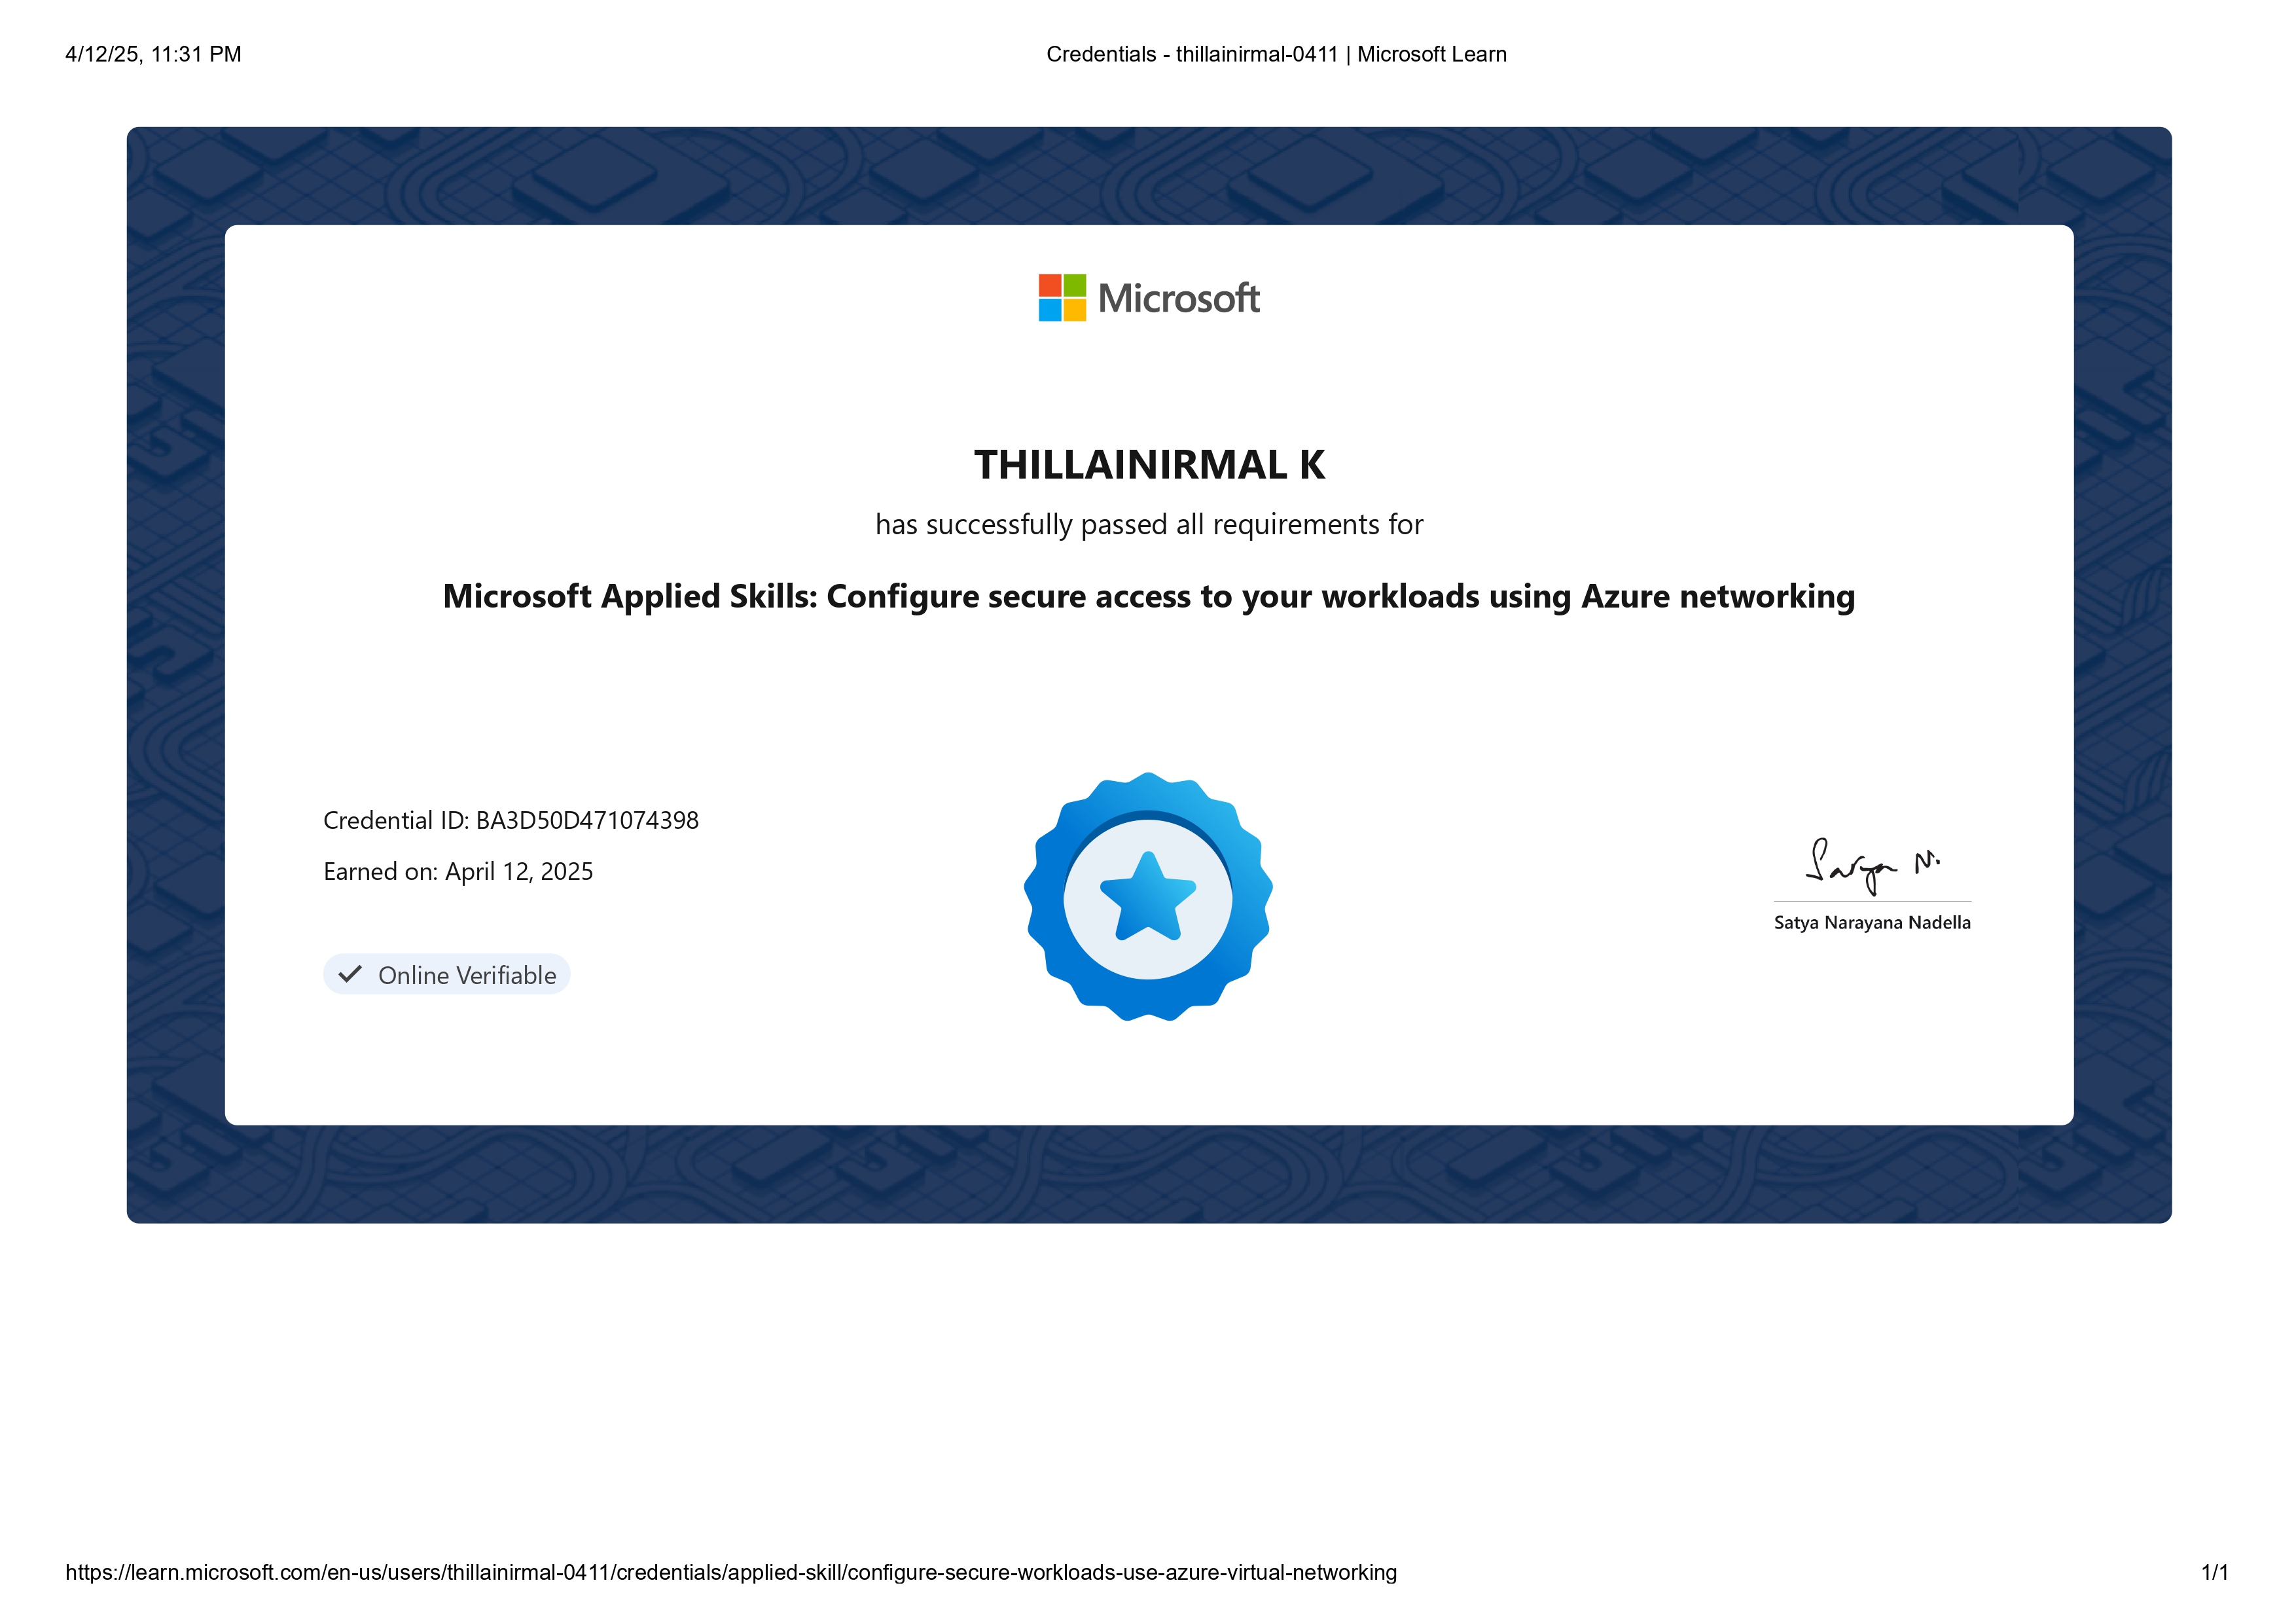 4/12/25, 11:31 PM
Credentials - thillainirmal-0411 | Microsoft Learn
Microsoft
THILLAINIRMAL K
has successfully passed all requirements for
Microsoft Applied Skills: Configure secure access to your workloads using Azure networking
Credential ID: BA3D50D471074398
Earned on: April 12, 2025
Online Verifiable
Satya N.
Satya Narayana Nadella
https://learn.microsoft.com/en-us/users/thillainirmal-0411/credentials/applied-skill/configure-secure-workloads-use-azure-virtual-networking
1/1